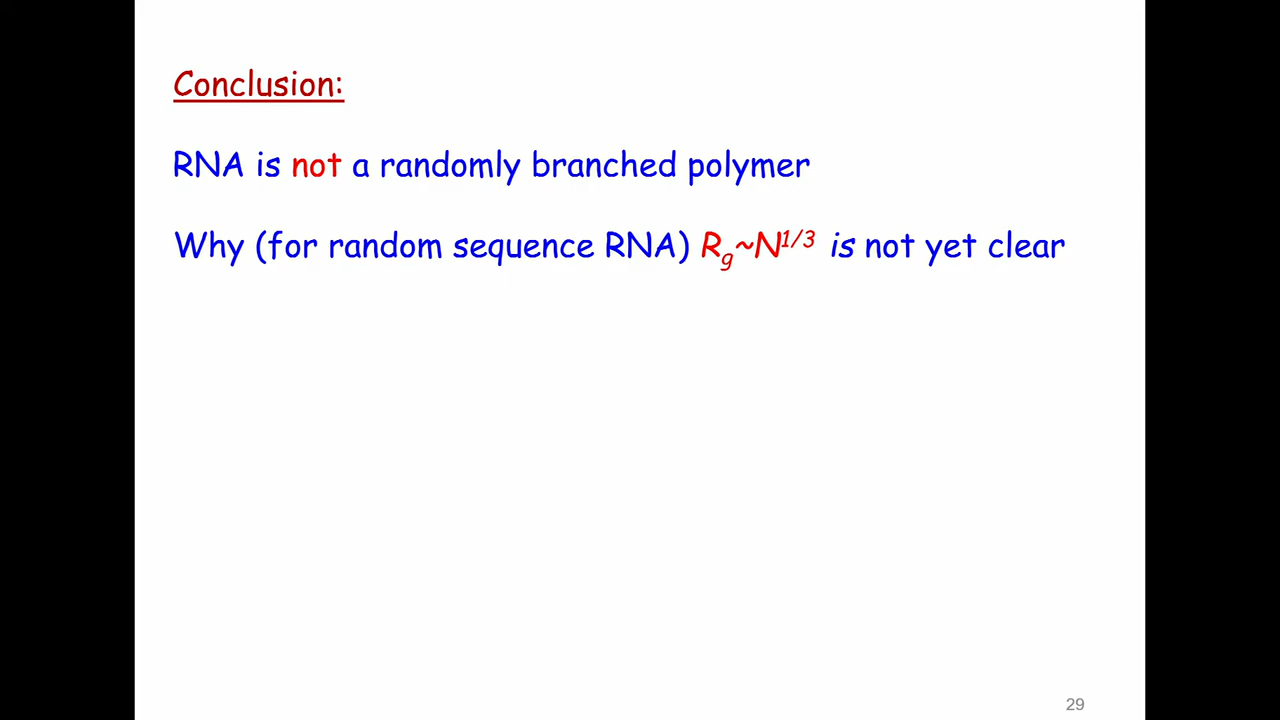 Conclusion:
RNA is not a randomly branched polymer
Why (for random sequence RNA) Rg~N1/3 is not yet clear
29